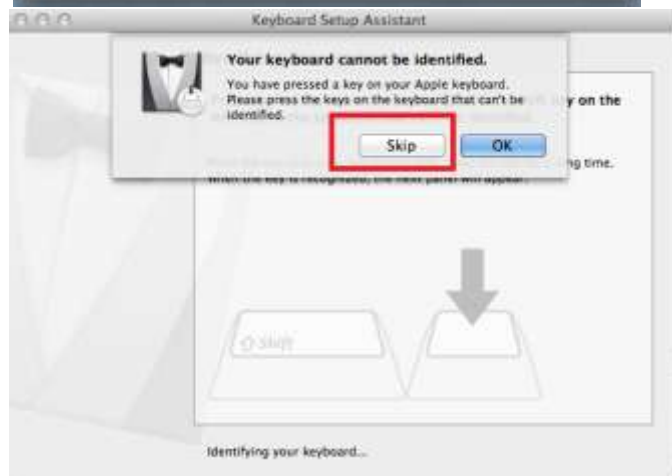 Keyboard Setup Assistant
Your keyboard cannot be identified.
You have pressed a key on your Apple keyboard.
Please press the keys on the keyboard that can't be
identified.
on the
Skip
OK
time.
When the key is recognized, the next panel will appear.
Shift
Identifying your keyboard...